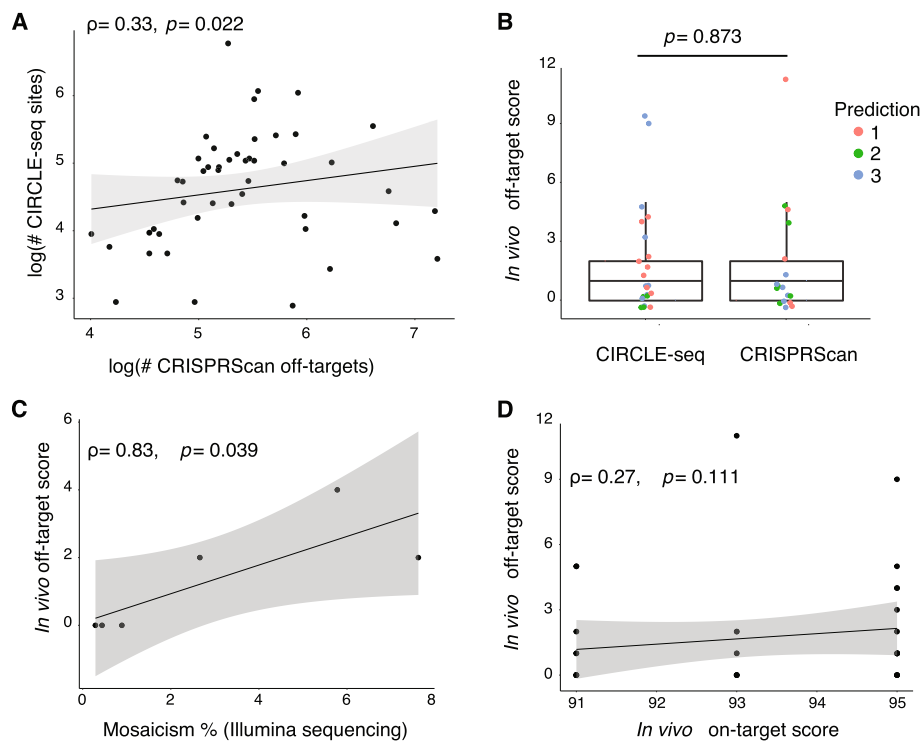 A
ρ= 0.33, p= 0.022
log(# CIRCLE-seq sites)
6
5
4
3
4 5 6 7
log(# CRISPRScan off-targets)
B
p= 0.873
In vivo off-target score
12
9
6
3
0
CIRCLE-seq CRISPRScan
Prediction
1
2
3
C
ρ= 0.83, p= 0.039
In vivo off-target score
6
4
2
0
0 2 4 6 8
Mosaicism % (Illumina sequencing)
D
ρ= 0.27, p= 0.111
In vivo off-target score
12
9
6
3
0
91 92 93 94 95
In vivo on-target score